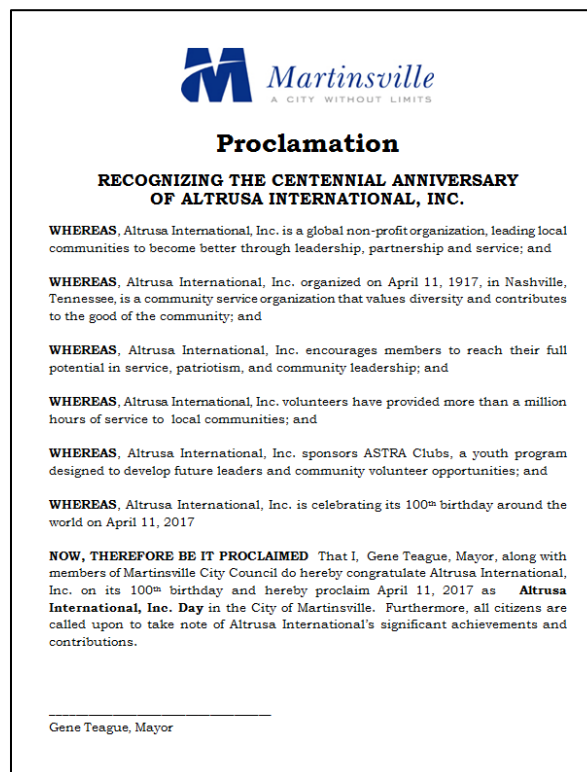 Martinsville
A CITY WITHOUT LIMITS
Proclamation
RECOGNIZING THE CENTENNIAL ANNIVERSARY
OF ALTRUSA INTERNATIONAL, INC.
WHEREAS, Altrusa International, Inc. is a global non-profit organization, leading local
communities to become better through leadership, partnership and service; and
WHEREAS, Altrusa International, Inc. organized on April 11, 1917, in Nashville,
Tennessee, is a community service organization that values diversity and contributes
to the good of the community; and
WHEREAS, Altrusa International, Inc. encourages members to reach their full
potential in service, patriotism, and community leadership; and
WHEREAS, Altrusa International, Inc. volunteers have provided more than a million
hours of service to local communities; and
WHEREAS, Altrusa International, Inc. sponsors ASTRA Clubs, a youth program
designed to develop future leaders and community volunteer opportunities; and
WHEREAS, Altrusa International, Inc. is celebrating its 100th birthday around the
world on April 11, 2017
NOW, THEREFORE BE IT PROCLAIMED That I, Gene Teague, Mayor, along with
members of Martinsville City Council do hereby congratulate Altrusa International,
Inc. on its 100th birthday and hereby proclaim April 11, 2017 as Altrusa
International, Inc. Day in the City of Martinsville. Furthermore, all citizens are
called upon to take note of Altrusa International's significant achievements and
contributions.
Gene Teague, Mayor